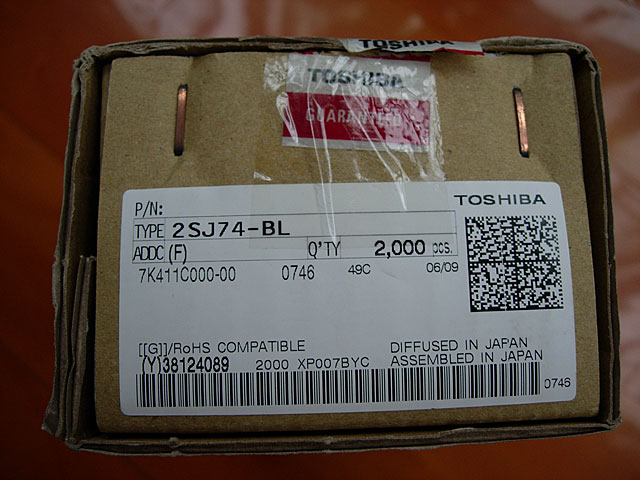 TOSHIBA
TOSHIBA
GUARANTEED
TOSHIBA
P/N:
TYPE 2SJ74-BL
ADDC (F) Q'TY 2,000 pcs.
7K411C000-00 0746 49C 06/09
[[G]]/RoHS COMPATIBLE DIFFUSED IN JAPAN
(Y)38124089 2000 XP007BYC ASSEMBLED IN JAPAN
0746